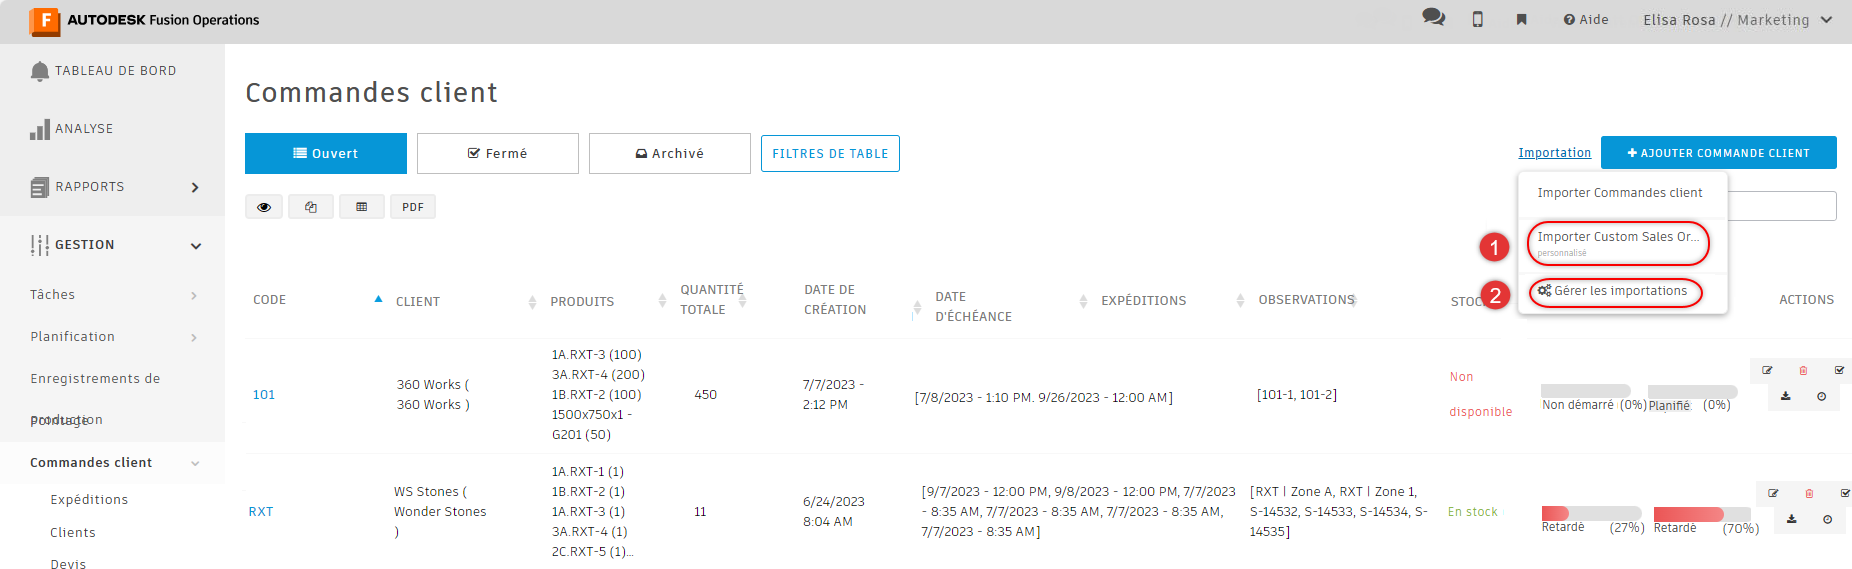 AUTODESK Fusion Operations
Aide
Elisa Rosa // Marketing
TABLEAU DE BORD
ANALYSE
RAPPORTS
GESTION
Tâches
Planification
Enregistrements de
production
Pointage
Commandes client
Expéditions
Clients
Devis
Commandes client
Ouvert
Fermé
Archivé
FILTRES DE TABLE
Importation
+ AJOUTER COMMANDE CLIENT
PDF
Importer Commandes client
1
Importer Custom Sales Or...
personnalisé
2
Gérer les importations
CODE
CLIENT
PRODUITS
QUANTITÉ
TOTALE
DATE DE
CRÉATION
DATE
D'ÉCHÉANCE
EXPÉDITIONS
OBSERVATIONS
STOC
ACTIONS
101
360 Works (
360 Works )
1A.RXT-3 (100)
3A.RXT-4 (200)
1B.RXT-2 (100)
1500x750x1 -
G201 (50)
450
7/7/2023 -
2:12 PM
[7/8/2023 - 1:10 PM. 9/26/2023 - 12:00 AM]
[101-1, 101-2]
Non
disponible
Non démarré (0%)
Planifié (0%)
RXT
WS Stones (
Wonder Stones
)
1A.RXT-1 (1)
1B.RXT-2 (1)
1A.RXT-3 (1)
3A.RXT-4 (1)
2C.RXT-5 (1)...
11
6/24/2023
8:04 AM
[9/7/2023 - 12:00 PM, 9/8/2023 - 12:00 PM, 7/7/2023
- 8:35 AM, 7/7/2023 - 8:35 AM, 7/7/2023 - 8:35 AM,
7/7/2023 - 8:35 AM]
[RXT | Zone A, RXT | Zone 1,
S-14532, S-14533, S-14534, S-
14535]
En stock
Retardè (27%)
Retardè (70%)